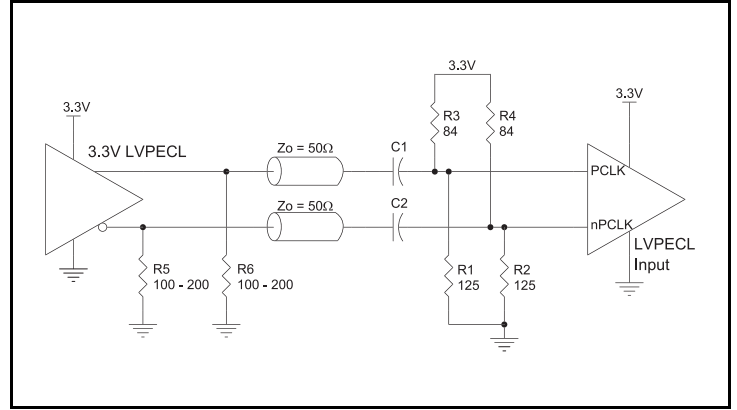 3.3V
3.3V
3.3V
R3
84
R4
84
3.3V LVPECL
Zo = 50Ω
C1
PCLK
Zo = 50Ω
C2
nPCLK
LVPECL
Input
R5
100 - 200
R6
100 - 200
R1
125
R2
125